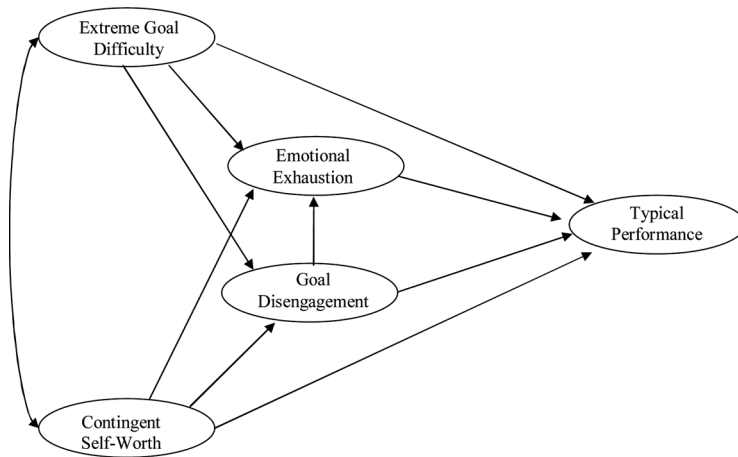 Extreme Goal
Difficulty
Emotional
Exhaustion
Typical
Performance
Goal
Disengagement
Contingent
Self-Worth